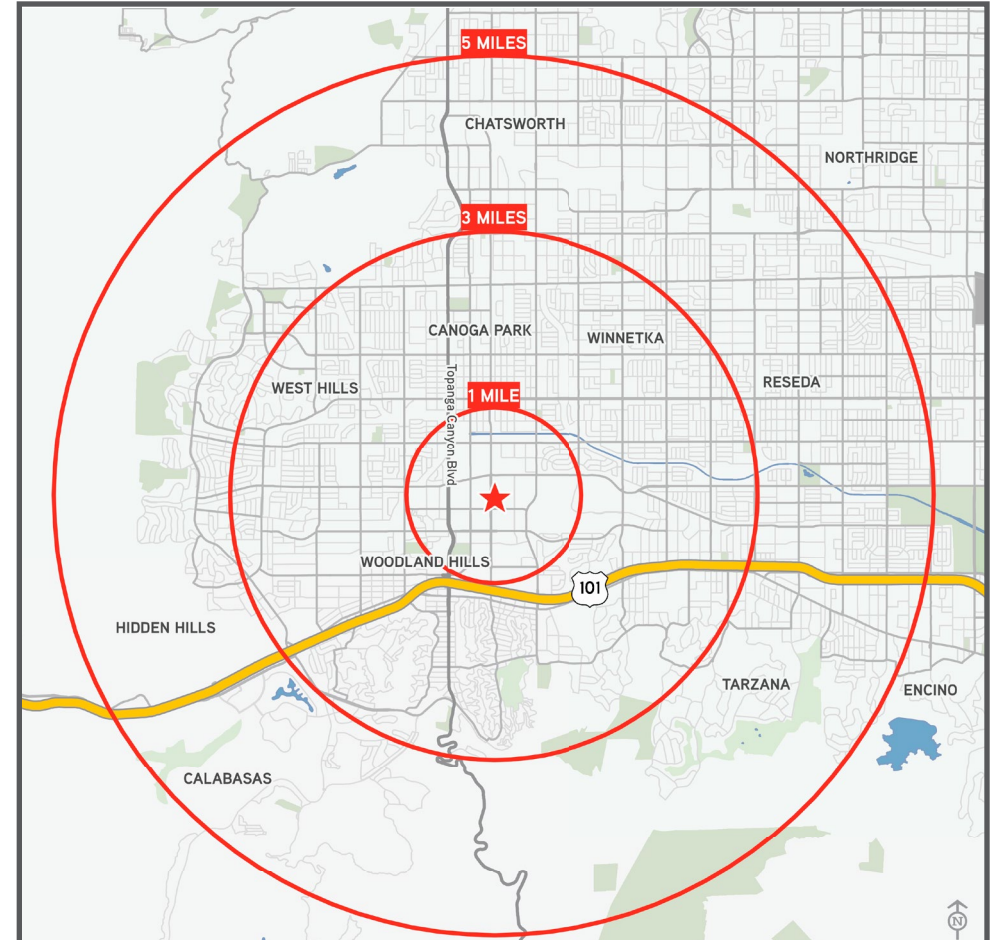 5 MILES
CHATSWORTH
NORTHRIDGE
3 MILES
CANOGA PARK
WINNETKA
WEST HILLS
RESEDA
1 MILE
Topanga Canyon Blvd
WOODLAND HILLS
101
HIDDEN HILLS
TARZANA
ENCINO
CALABASAS
N